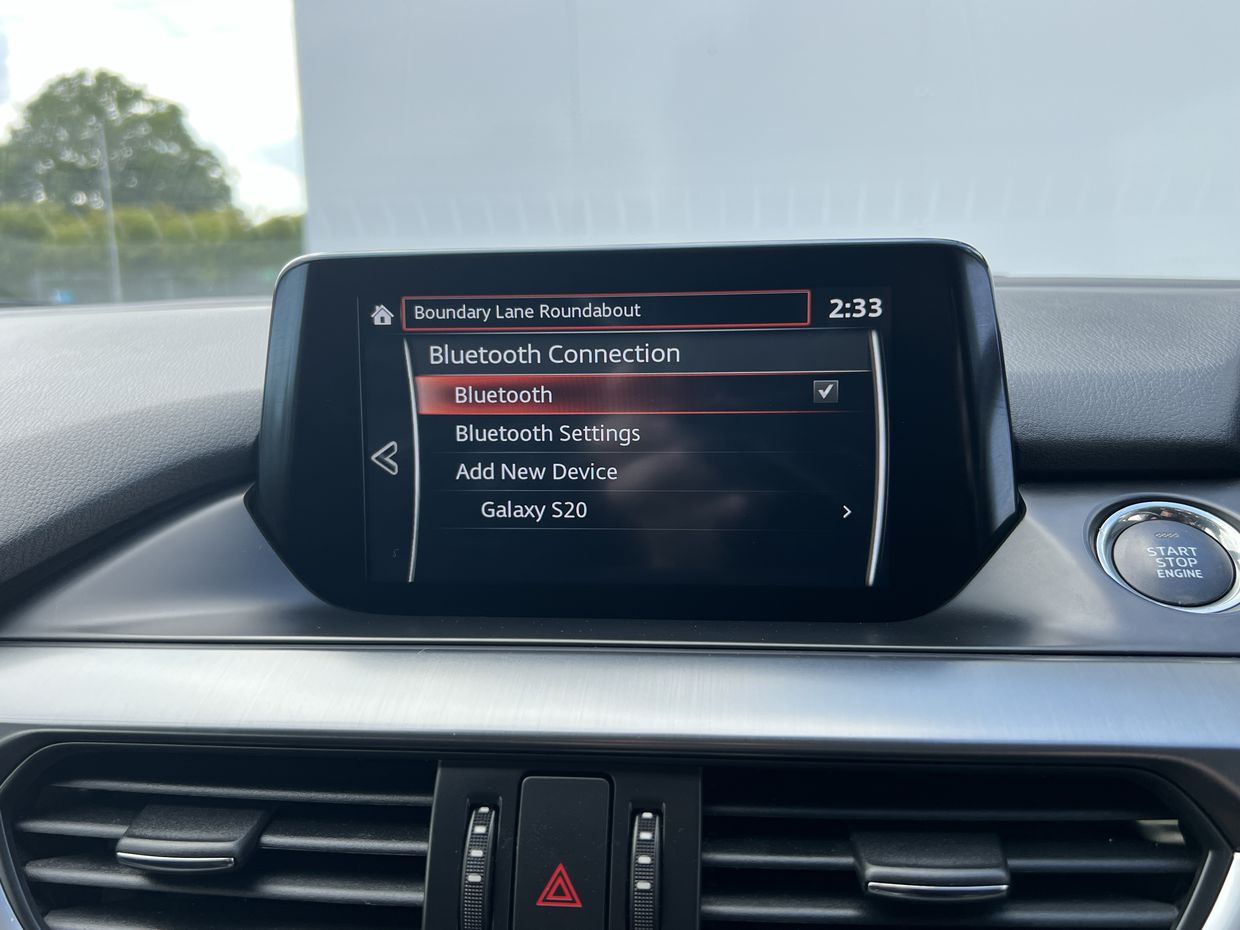 Boundary Lane Roundabout
2:33
Bluetooth Connection
Bluetooth
Bluetooth Settings
Add New Device
Galaxy S20
START
STOP
ENGINE